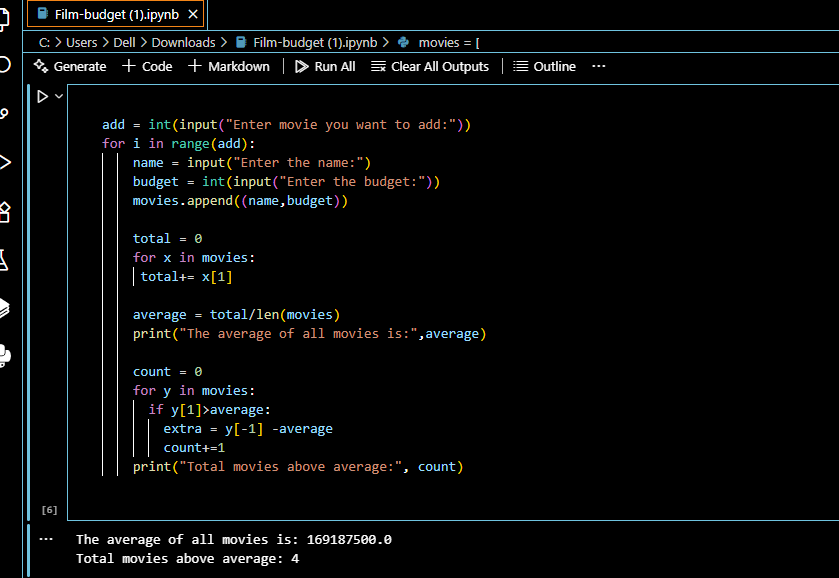 Film-budget (1).ipynb
C: > Users > Dell > Downloads > Film-budget (1).ipynb > movies = [
Generate + Code + Markdown | Run All Clear All Outputs | Outline ...
add = int(input("Enter movie you want to add:"))
for i in range(add):
name = input("Enter the name:")
budget = int(input("Enter the budget:"))
movies.append((name,budget))
total = 0
for x in movies:
total+= x[1]
average = total/len(movies)
print("The average of all movies is:",average)
count = 0
for y in movies:
if y[1]>average:
extra = y[-1] -average
count+=1
print("Total movies above average:", count)
[6]
... The average of all movies is: 169187500.0
Total movies above average: 4